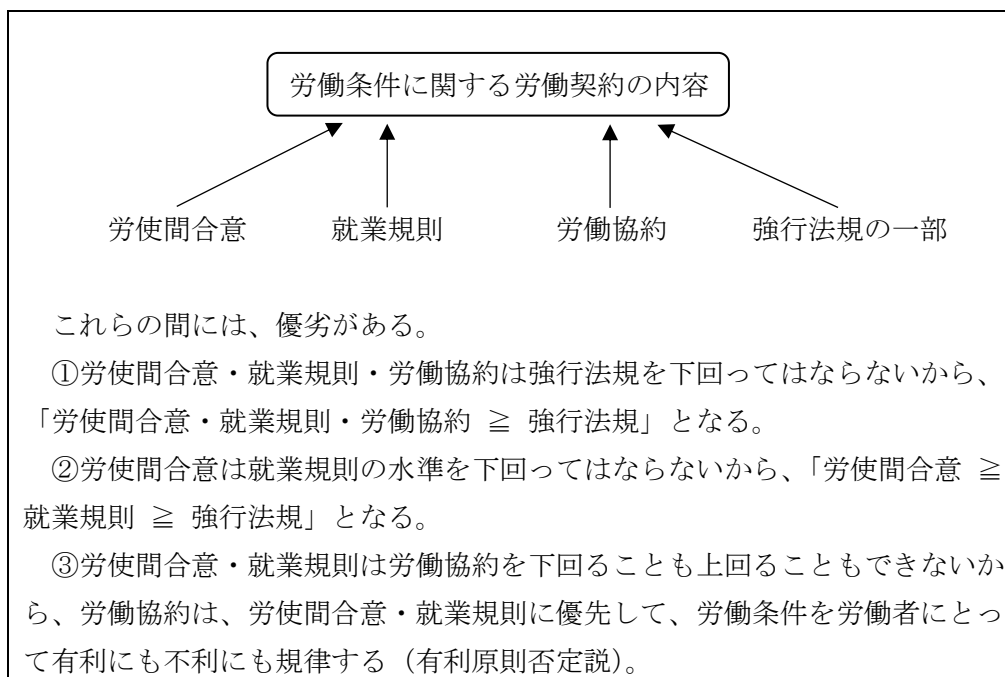 労働条件に関する労働契約の内容
労使間合意　就業規則　労働協約　強行法規の一部
これらの間には、優劣がある。
①労使間合意・就業規則・労働協約は強行法規を下回ってはならないから、
「労使間合意・就業規則・労働協約 ≧ 強行法規」となる。
②労使間合意は就業規則の水準を下回ってはならないから、「労使間合意 ≧
就業規則 ≧ 強行法規」となる。
③労使間合意・就業規則は労働協約を下回ることも上回ることもできないか
ら、労働協約は、労使間合意・就業規則に優先して、労働条件を労働者にとっ
て有利にも不利にも規律する（有利原則否定説）。